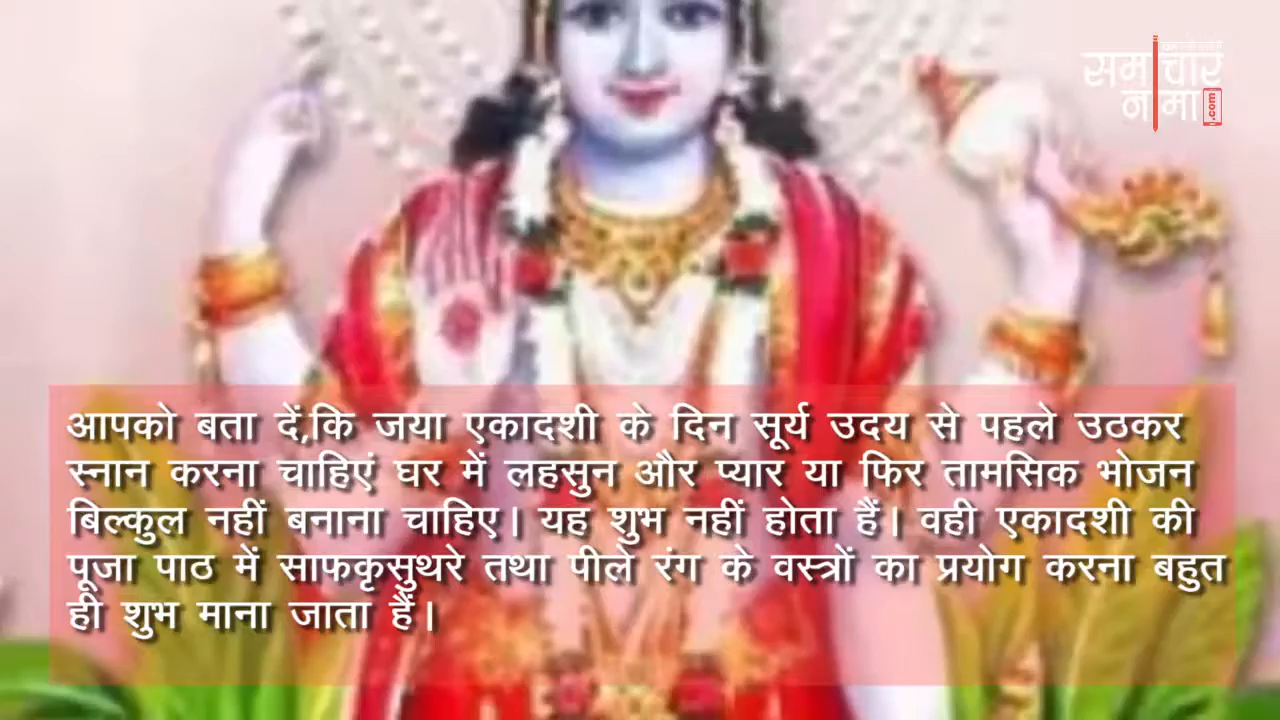 समाचार
नामा
.com
आपको बता दें,कि जया एकादशी के दिन सूर्य उदय से पहले उठकर
स्नान करना चाहिएं घर में लहसुन और प्यार या फिर तामसिक भोजन
बिल्कुल नहीं बनाना चाहिए। यह शुभ नहीं होता हैं। वही एकादशी की
पूजा पाठ में साफकृसुथरे तथा पीले रंग के वस्त्रों का प्रयोग करना बहुत
ही शुभ माना जाता हैं।